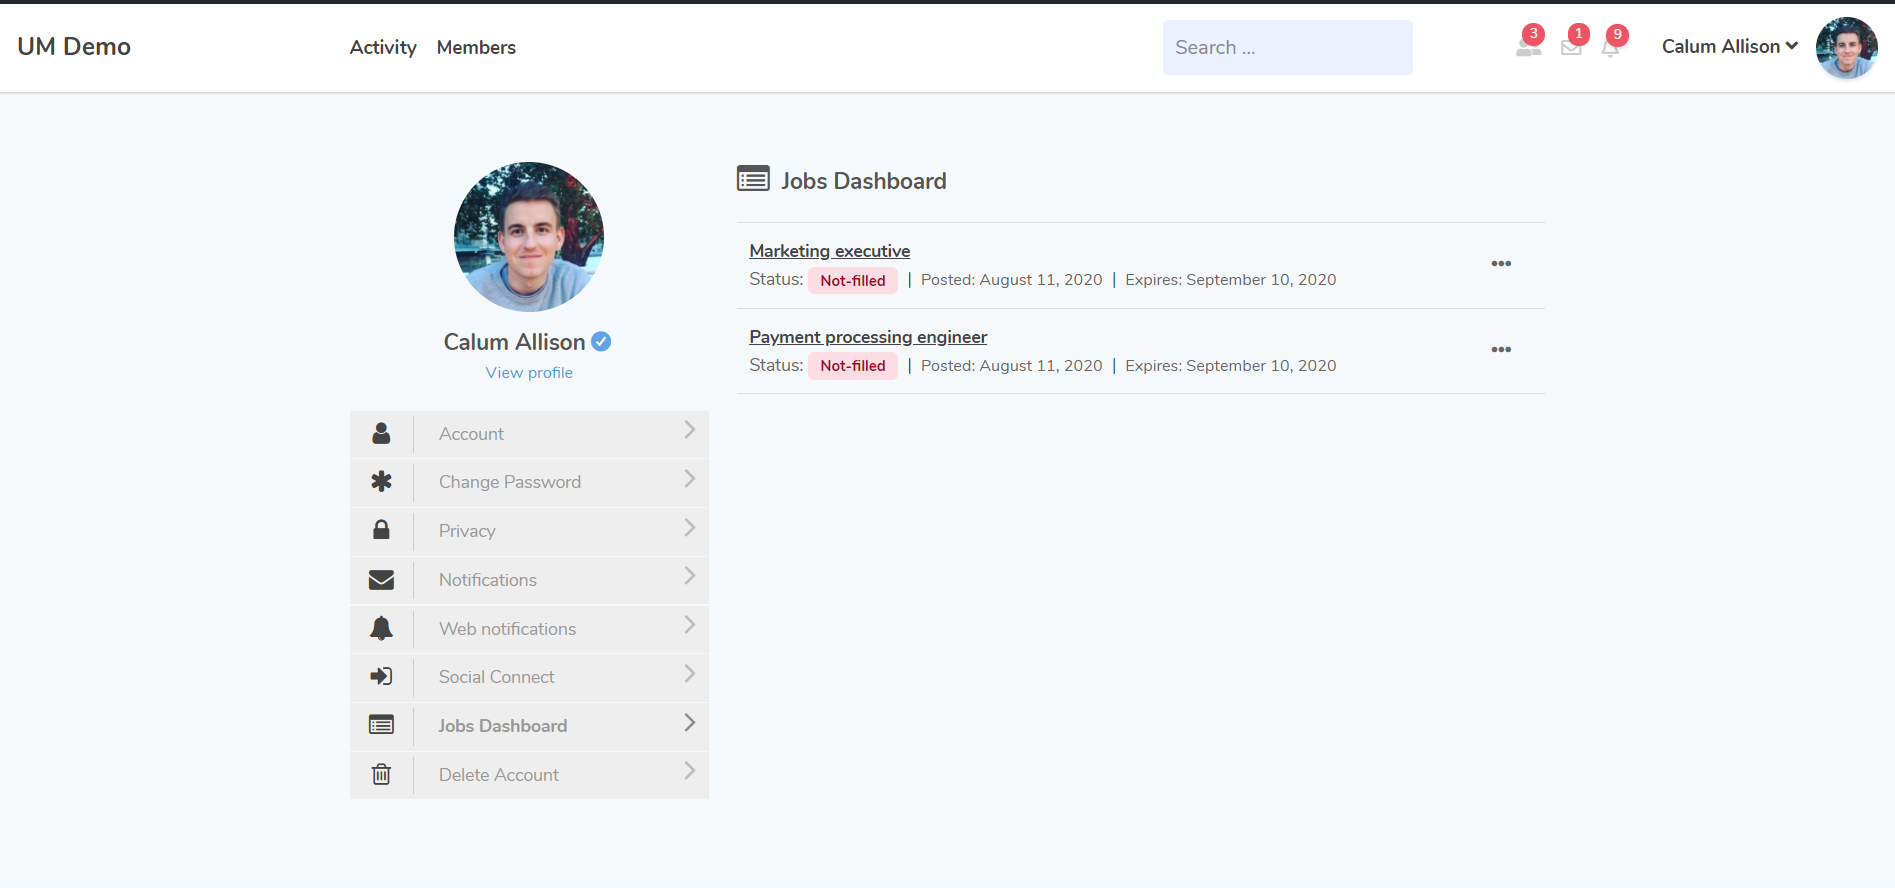 UM Demo
Activity Members
Search ...
3
1
9
Calum Allison
Calum Allison
View profile
Account
Change Password
Privacy
Notifications
Web notifications
Social Connect
Jobs Dashboard
Delete Account
Jobs Dashboard
Marketing executive
Status: Not-filled | Posted: August 11, 2020 | Expires: September 10, 2020
Payment processing engineer
Status: Not-filled | Posted: August 11, 2020 | Expires: September 10, 2020